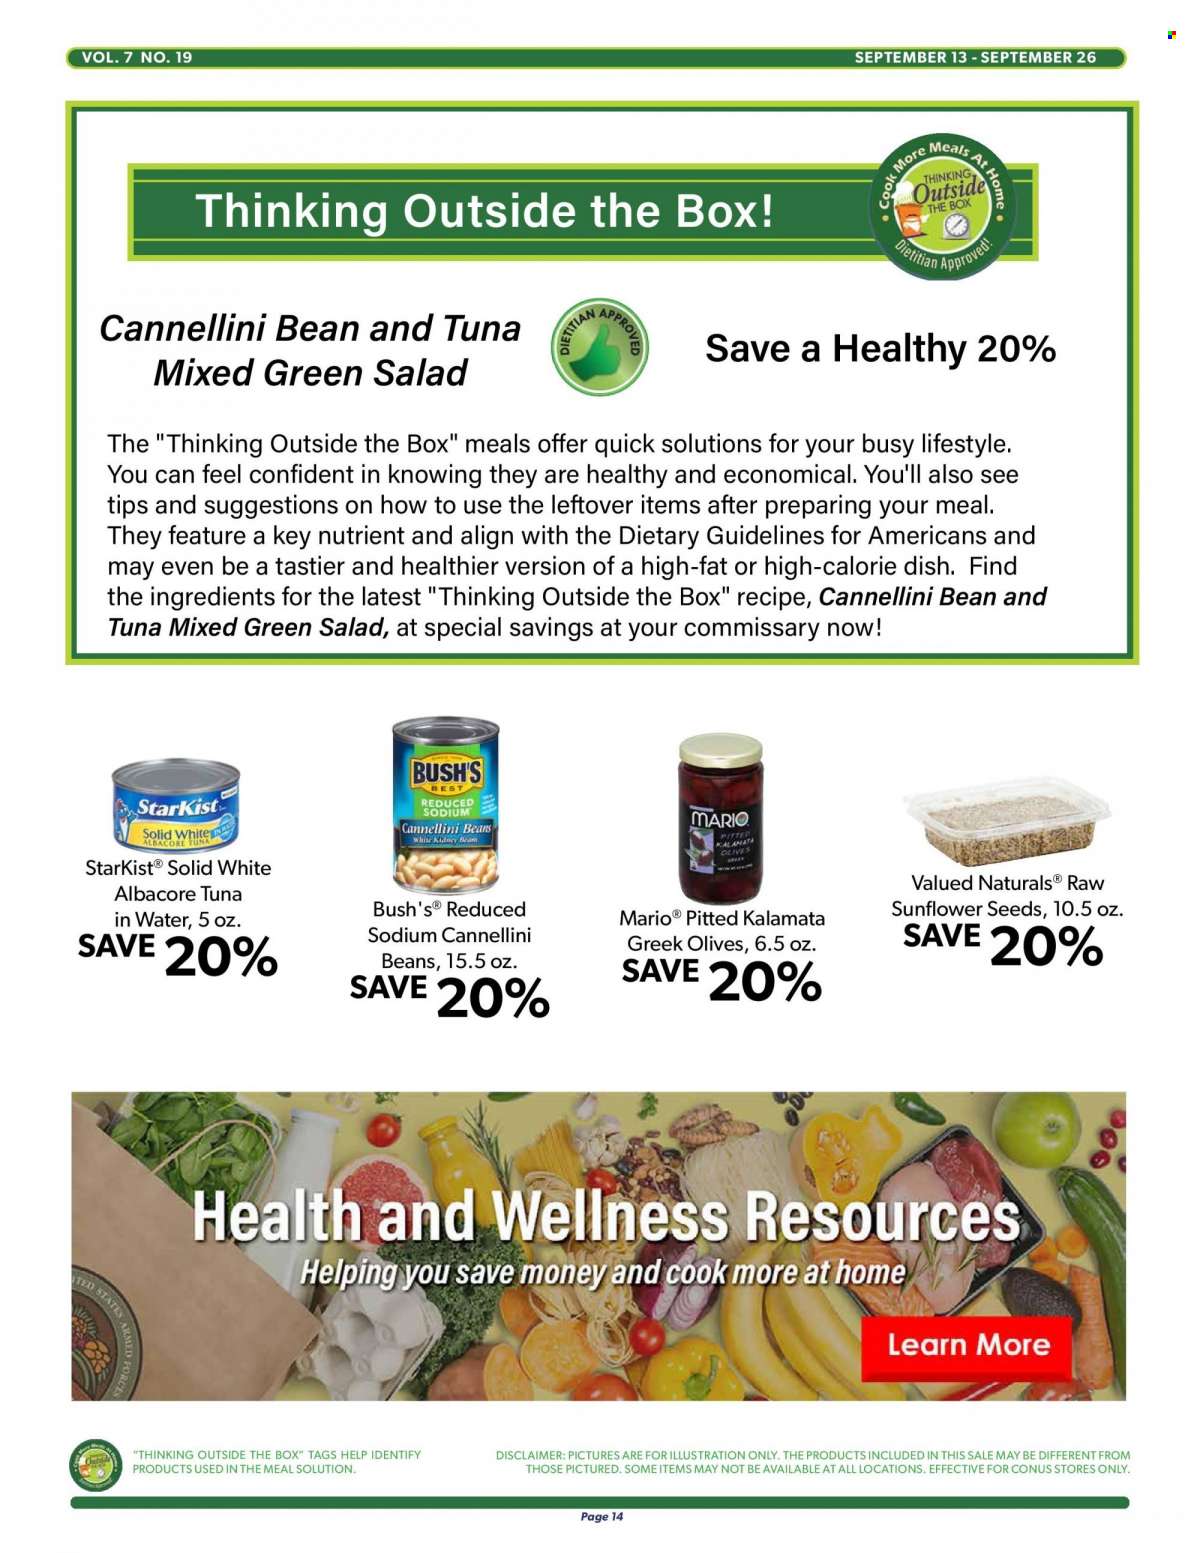 VOL. 7 NO. 19
SEPTEMBER 13 - SEPTEMBER 26
Thinking Outside the Box!
Cook More Meals At Home
THINKING
Outside
THE BOX
Dietitian Approved!
Cannellini Bean and Tuna
Mixed Green Salad
DIETITIAN APPROVED
Save a Healthy 20%
The "Thinking Outside the Box" meals offer quick solutions for your busy lifestyle.
You can feel confident in knowing they are healthy and economical. You'll also see
tips and suggestions on how to use the leftover items after preparing your meal.
They feature a key nutrient and align with the Dietary Guidelines for Americans and
may even be a tastier and healthier version of a high-fat or high-calorie dish. Find
the ingredients for the latest "Thinking Outside the Box" recipe, Cannellini Bean and
Tuna Mixed Green Salad, at special savings at your commissary now!
StarKist
Solid White
ALBACORE TUNA
StarKist® Solid White
Albacore Tuna
in Water, 5 oz.
SAVE 20%
BUSH'S
BEST
REDUCED
SODIUM
Cannellini Beans
White Kidney Beans
Bush's® Reduced
Sodium Cannellini
Beans, 15.5 oz.
SAVE 20%
MARIO
PITTED
KALAMATA
OLIVES
GREEK
Mario® Pitted Kalamata
Greek Olives, 6.5 oz.
SAVE 20%
Valued Naturals® Raw
Sunflower Seeds, 10.5 oz.
SAVE 20%
Health and Wellness Resources
Helping you save money and cook more at home
Learn More
"THINKING OUTSIDE THE BOX" TAGS HELP IDENTIFY
PRODUCTS USED IN THE MEAL SOLUTION.
DISCLAIMER: PICTURES ARE FOR ILLUSTRATION ONLY. THE PRODUCTS INCLUDED IN THIS SALE MAY BE DIFFERENT FROM
THOSE PICTURED. SOME ITEMS MAY NOT BE AVAILABLE AT ALL LOCATIONS. EFFECTIVE FOR CONUS STORES ONLY.
Page 14